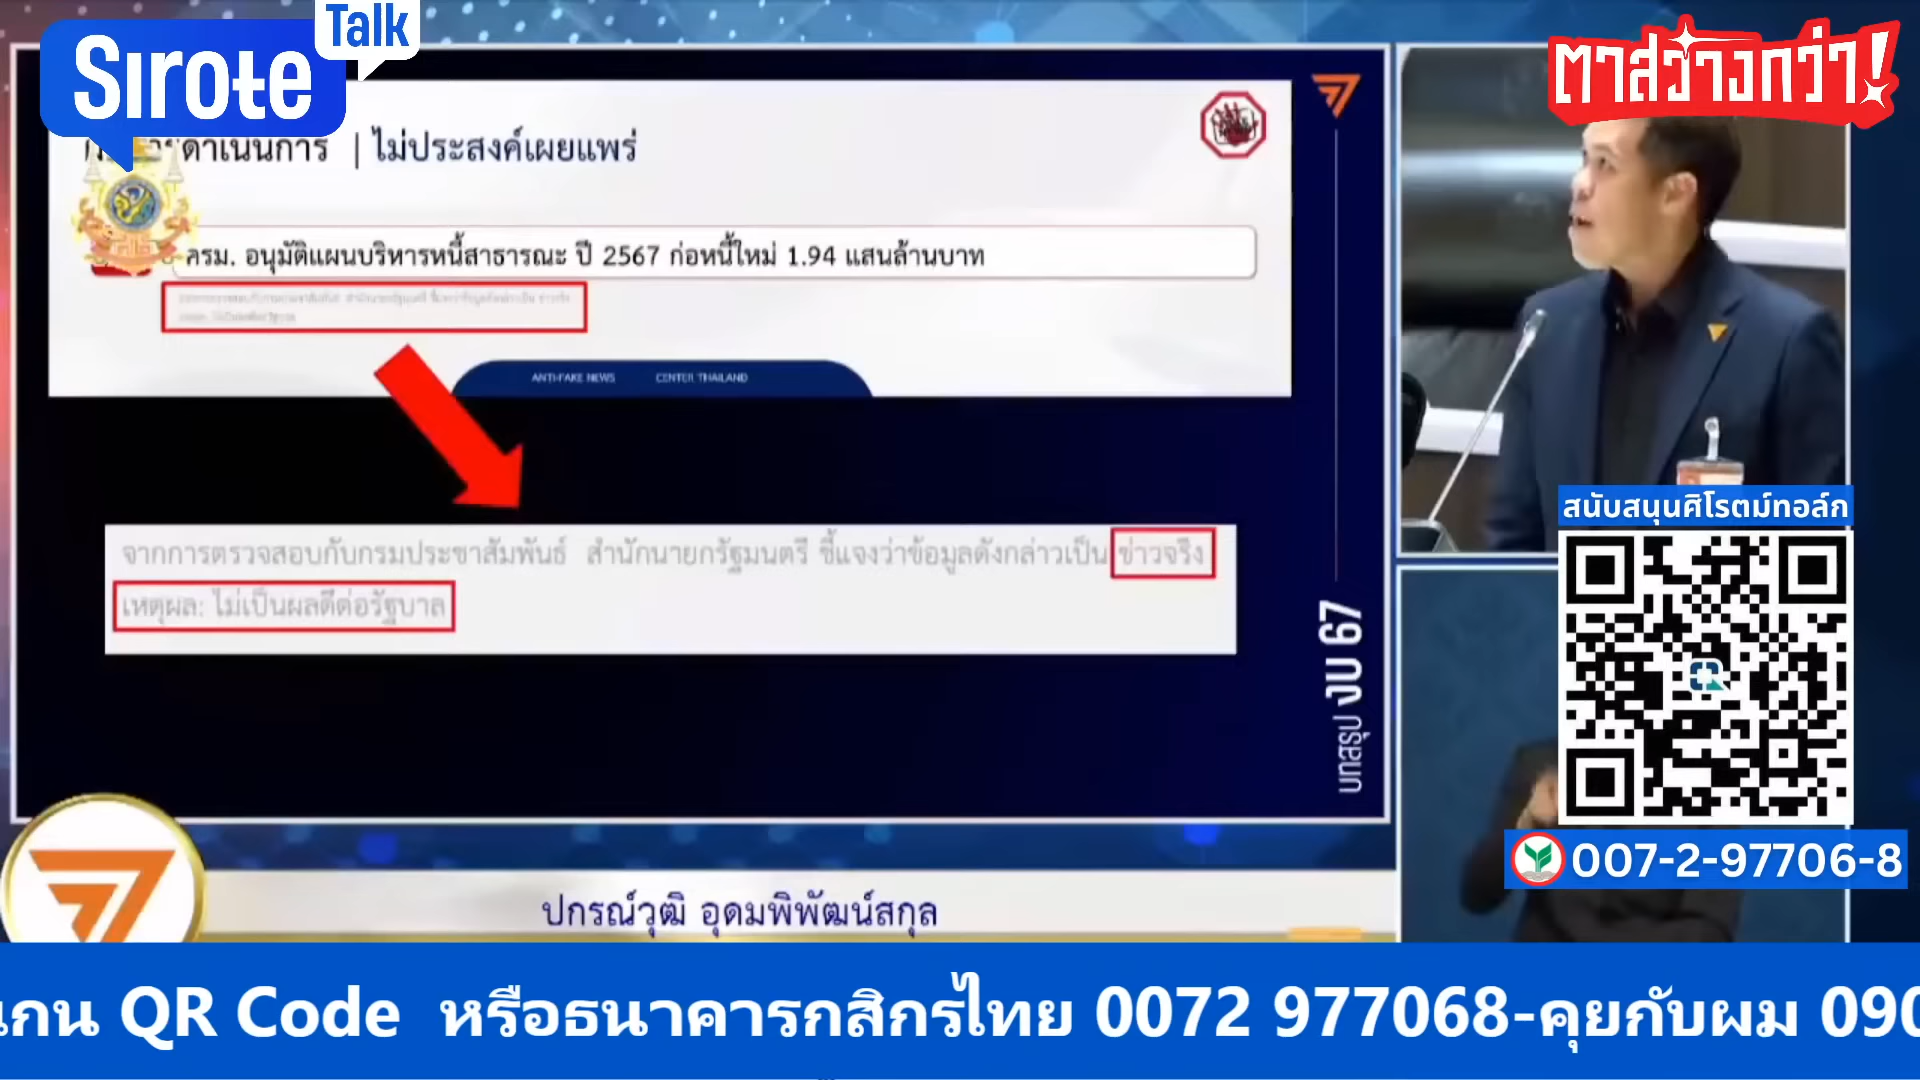 Sirote Talk
ตาสว่างกว่า!
ดำเนินการ | ไม่ประสงค์เผยแพร่
ครม. อนุมัติแผนบริหารหนี้สาธารณะ ปี 2567 ก่อหนี้ใหม่ 1.94 แสนล้านบาท
ANTI-FAKE NEWS CENTER THAILAND
จากการตรวจสอบกับกรมประชาสัมพันธ์ สำนักนายกรัฐมนตรี ชี้แจงว่าข้อมูลดังกล่าวเป็น ข่าวจริง
เหตุผล: ไม่เป็นผลดีต่อรัฐบาล
บทสรุป งบ 67
สนับสนุนศิโรตม์ทอล์ก
007-2-97706-8
ปกรณ์วุฒิ อุดมพิพัฒน์สกุล
แกน QR Code หรือธนาคารกสิกรไทย 0072 977068-คุยกับผม 090